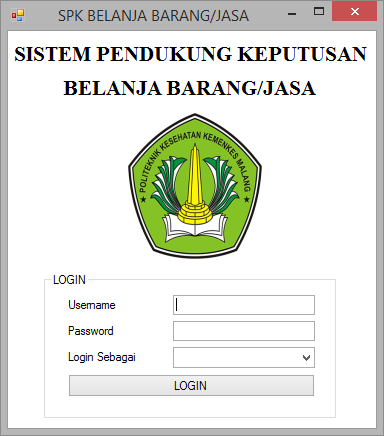 SPK BELANJA BARANG/JASA
SISTEM PENDUKUNG KEPUTUSAN
BELANJA BARANG/JASA
POLITEKNIK KESEHATAN KEMENKES MALANG
LOGIN
Username
Password
Login Sebagai
LOGIN